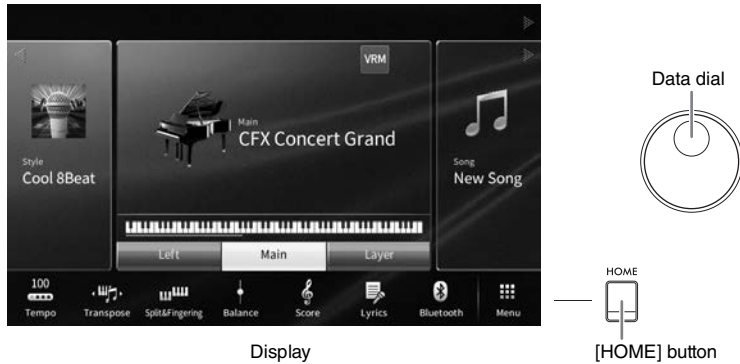 VRM
Data dial
Main
CFX Concert Grand
Style
Cool 8Beat
Song
New Song
Left
Main
Layer
100
Tempo
Transpose
Split&Fingering
Balance
Score
Lyrics
Bluetooth
Menu
HOME
Display
[HOME] button